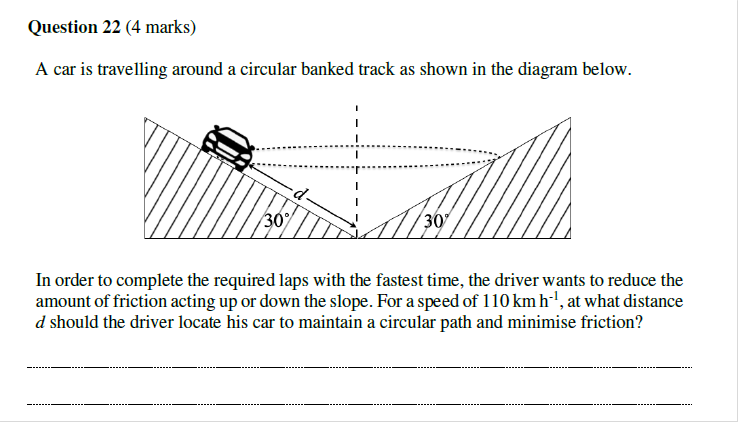 Question 22 (4 marks)
A car is travelling around a circular banked track as shown in the diagram below.
d
30° 30°
In order to complete the required laps with the fastest time, the driver wants to reduce the
amount of friction acting up or down the slope. For a speed of 110 km h⁻¹, at what distance
d should the driver locate his car to maintain a circular path and minimise friction?